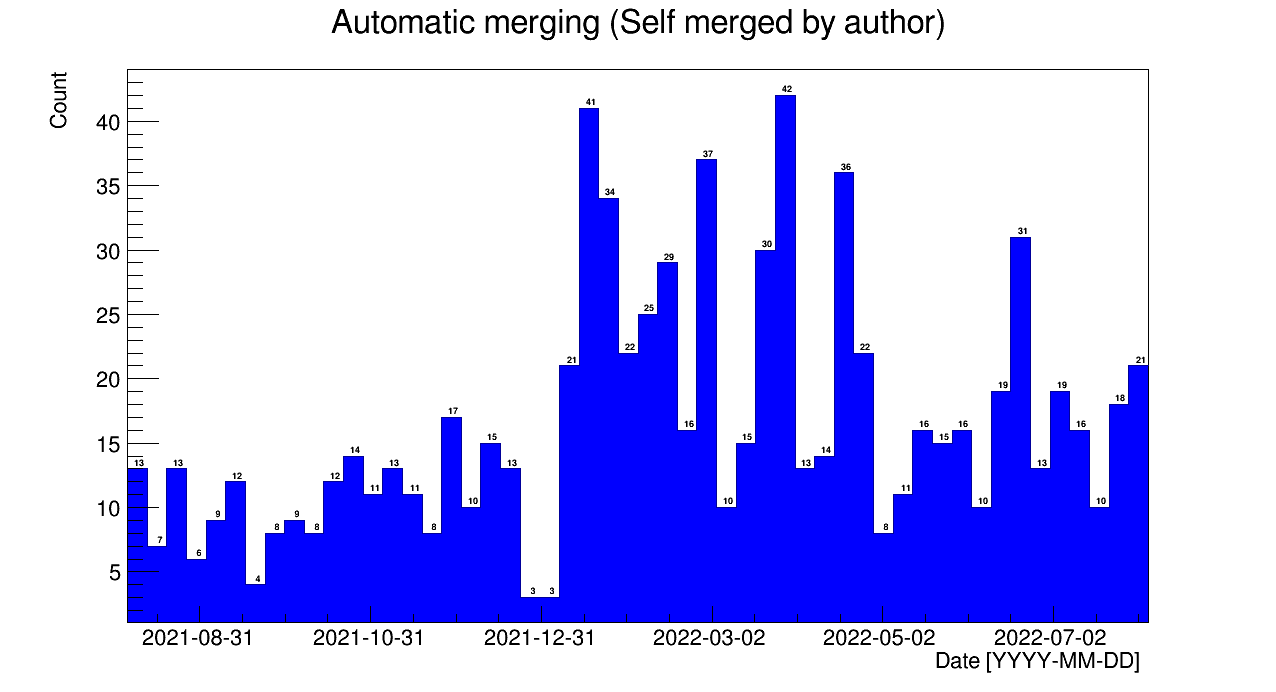 Automatic merging (Self merged by author)
Count
40
35
30
25
20
15
10
5
13 7 13 6 9 12 4 8 9 8 12 14 11 13 11 8 17 10 15 13 3 3 21 41 34 22 25 29 16 37 10 15 30 42 13 14 36 22 8 11 16 15 16 10 19 31 13 19 16 10 18 21
2021-08-31 2021-10-31 2021-12-31 2022-03-02 2022-05-02 2022-07-02
Date [YYYY-MM-DD]